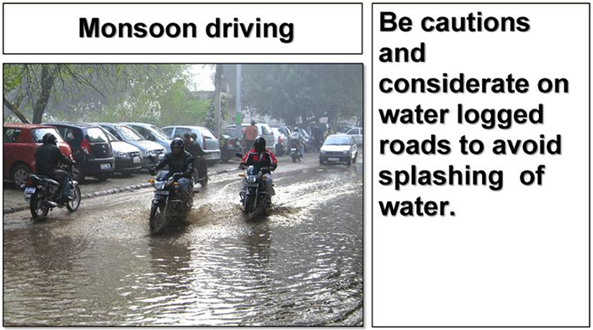 Monsoon driving
Be cautions
and
considerate on
water logged
roads to avoid
splashing of
water.